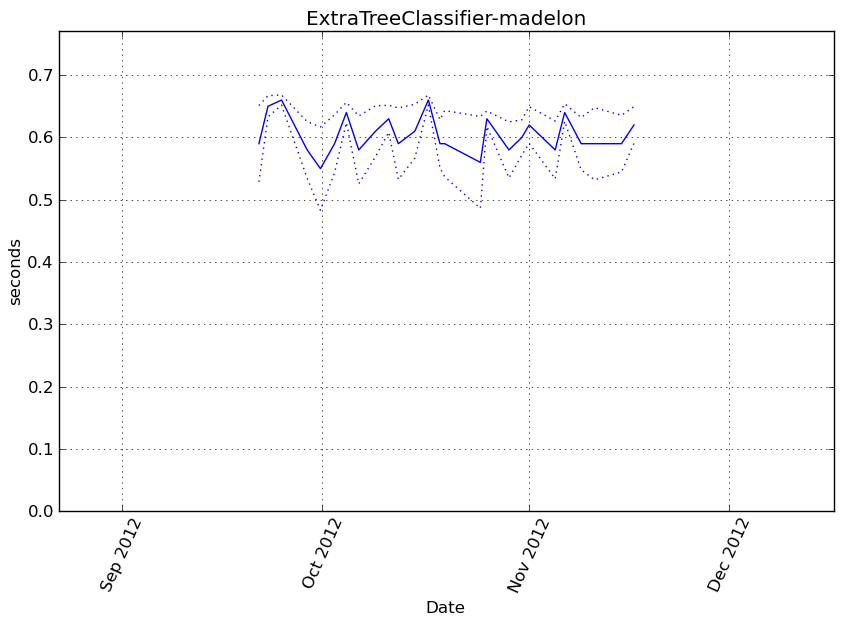 ExtraTreeClassifier-madelon
0.7
0.6
0.5
0.4
0.3
0.2
0.1
0.0
seconds
Sep 2012
Oct 2012
Nov 2012
Dec 2012
Date